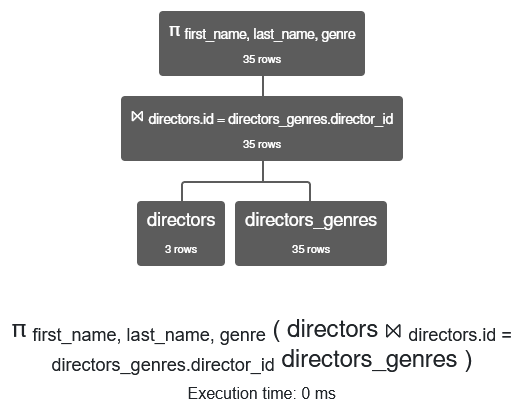 π first_name, last_name, genre
35 rows
⋈ directors.id = directors_genres.director_id
35 rows
directors
3 rows
directors_genres
35 rows
π first_name, last_name, genre ( directors ⋈ directors.id =
directors_genres.director_id directors_genres )
Execution time: 0 ms